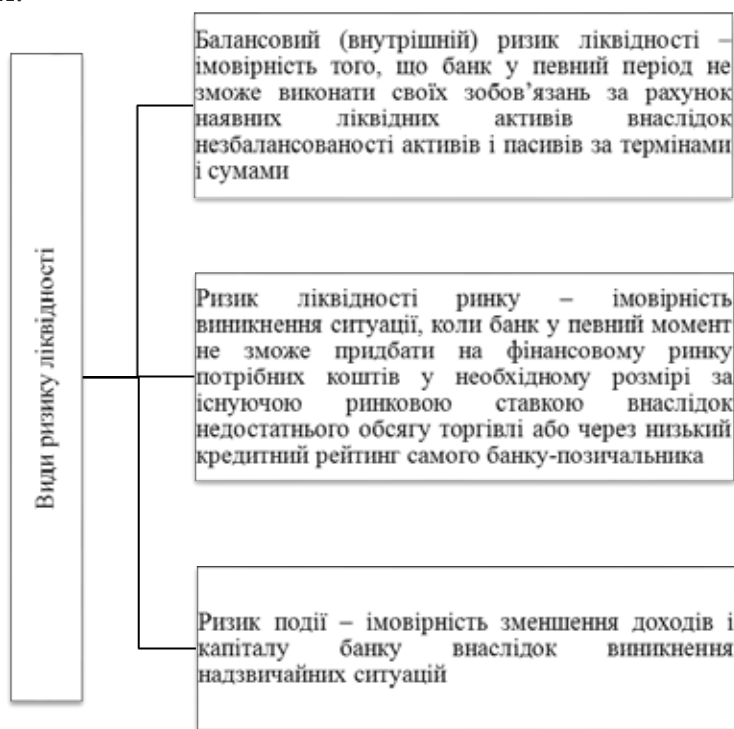 Види ризику ліквідності
Балансовий (внутрішній) ризик ліквідності –
імовірність того, що банк у певний період не
зможе виконати своїх зобов’язань за рахунок
наявних ліквідних активів внаслідок
незбалансованості активів і пасивів за термінами
і сумами
Ризик ліквідності ринку – імовірність
виникнення ситуації, коли банк у певний момент
не зможе придбати на фінансовому ринку
потрібних коштів у необхідному розмірі за
існуючою ринковою ставкою внаслідок
недостатнього обсягу торгівлі або через низький
кредитний рейтинг самого банку-позичальника
Ризик події – імовірність зменшення доходів і
капіталу банку внаслідок виникнення
надзвичайних ситуацій